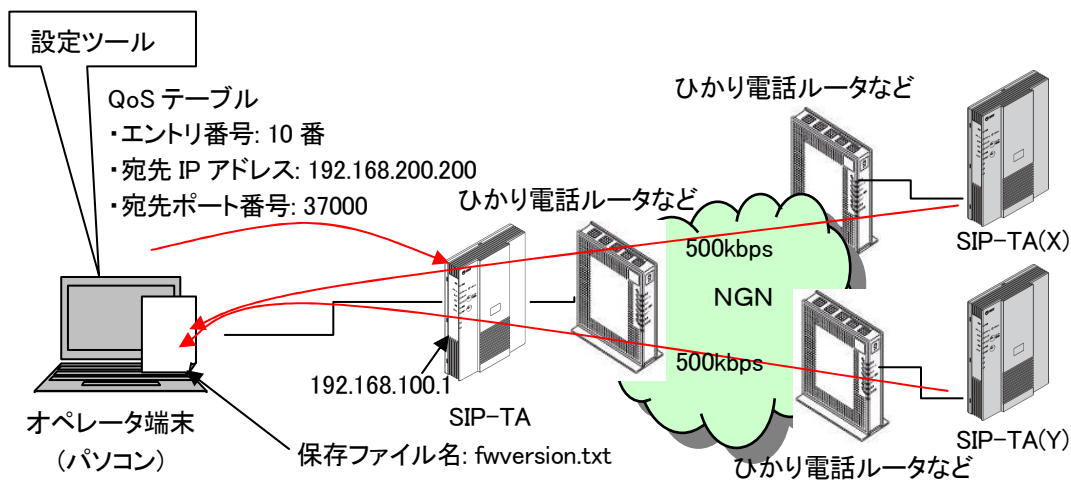 設定ツール
QoS テーブル
・エントリ番号: 10 番
・宛先 IP アドレス: 192.168.200.200
・宛先ポート番号: 37000
ひかり電話ルータなど
ひかり電話ルータなど
SIP-TA(X)
500kbps
NGN
500kbps
192.168.100.1
SIP-TA
オペレータ端末
(パソコン)
保存ファイル名: fwversion.txt
SIP-TA(Y)
ひかり電話ルータなど